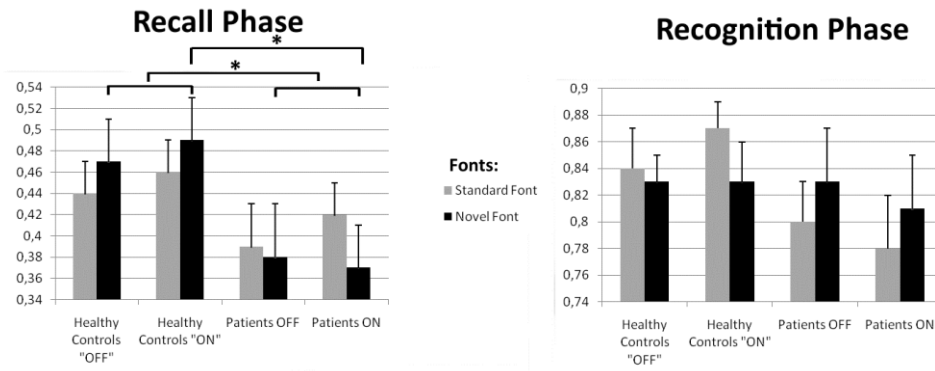 Recall Phase
*
*
0,54
0,52
0,5
0,48
0,46
0,44
0,42
0,4
0,38
0,36
0,34
Healthy
Controls
"OFF"
Healthy
Controls "ON"
Patients OFF
Patients ON
Fonts:
Standard Font
Novel Font
Recognition Phase
0,9
0,88
0,86
0,84
0,82
0,8
0,78
0,76
0,74
Healthy
Controls
"OFF"
Healthy
Controls "ON"
Patients OFF
Patients ON